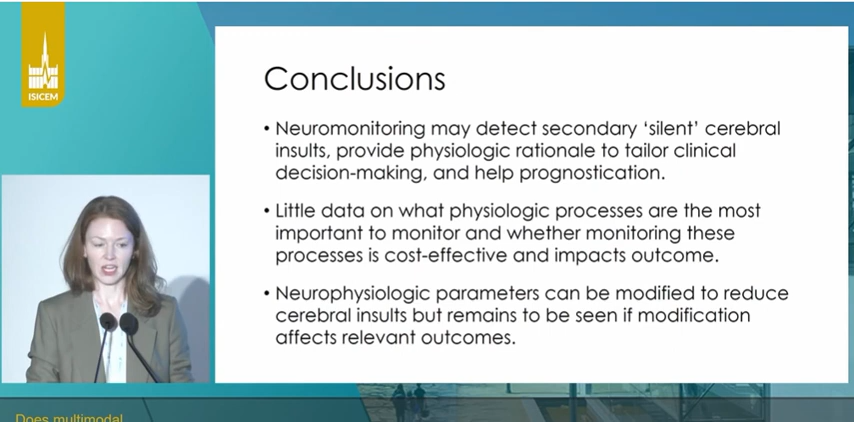 ISICEM
Conclusions
• Neuromonitoring may detect secondary ‘silent’ cerebral
insults, provide physiologic rationale to tailor clinical
decision-making, and help prognostication.
• Little data on what physiologic processes are the most
important to monitor and whether monitoring these
processes is cost-effective and impacts outcome.
• Neurophysiologic parameters can be modified to reduce
cerebral insults but remains to be seen if modification
affects relevant outcomes.
Does multimodal